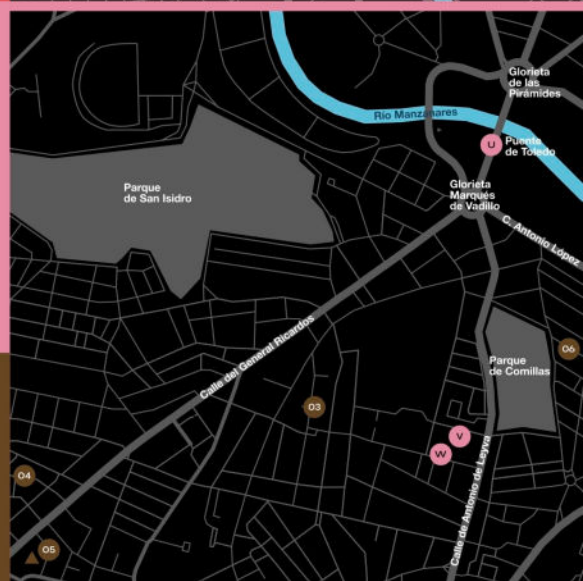 Glorieta
de las
Pirámides
Río Manzanares
U
Puente
de Toledo
Parque
de San Isidro
Glorieta
Marqués
de Vadillo
C. Antonio López
Calle del General Ricardos
06
Parque
de Comillas
03
V
W
Calle de Antonio de Leyva
04
05